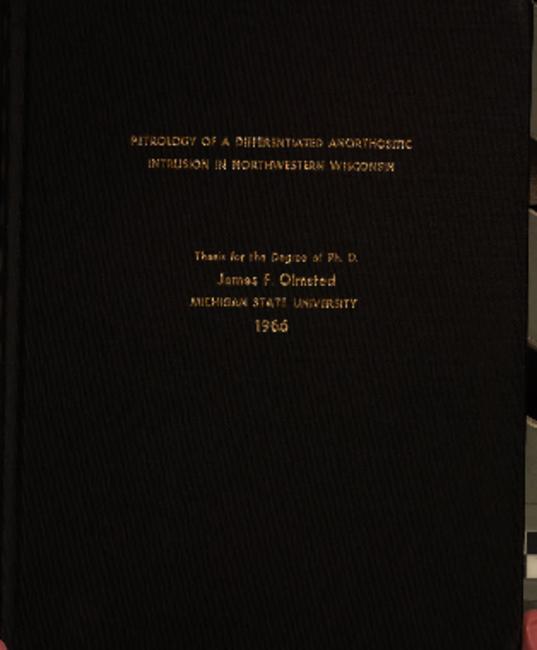 PETROLOGY OF A DIFFERENTIATED ANORTHOSITIC
INTRUSION IN NORTHWESTERN WISCONSIN
Thesis for the Degree of Ph. D.
James F. Olmsted
MICHIGAN STATE UNIVERSITY
1966